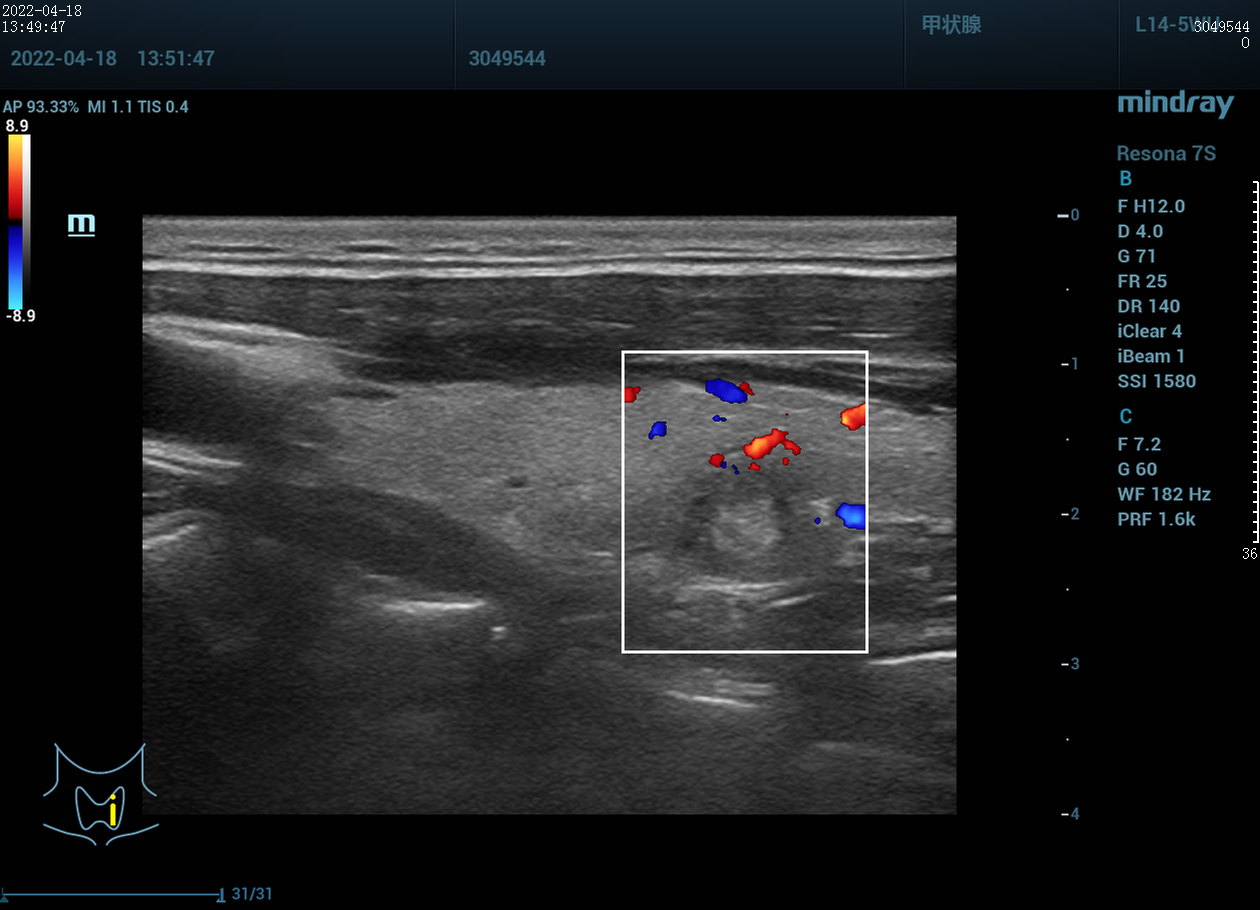 2022-04-18
13:49:47
甲状腺
L14-5WU
3049544
0
2022-04-18 13:51:47
3049544
AP 93.33% MI 1.1 TIS 0.4
8.9
-8.9
m
mindray
Resona 7S
B
F H12.0
D 4.0
G 71
FR 25
DR 140
iClear 4
iBeam 1
SSI 1580
C
F 7.2
G 60
WF 182 Hz
PRF 1.6k
0
1
2
3
4
36
31/31